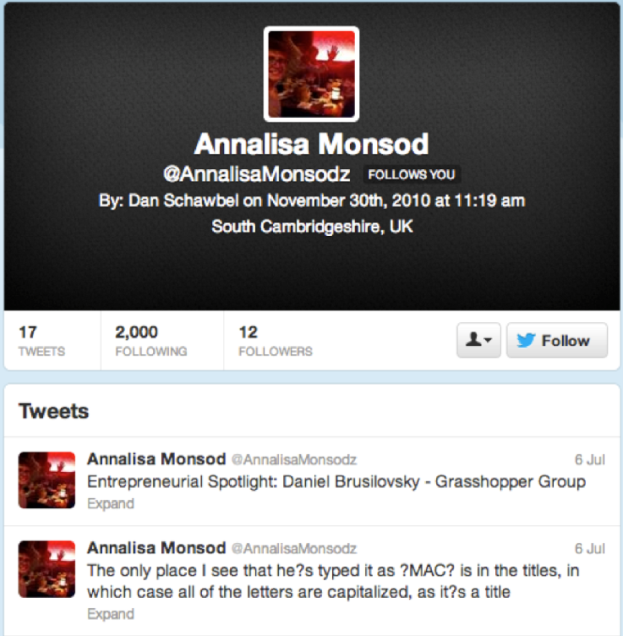 Annalisa Monsod
@AnnalisaMonsodz FOLLOWS YOU
By: Dan Schawbel on November 30th, 2010 at 11:19 am
South Cambridgeshire, UK
17 2,000 12
TWEETS FOLLOWING FOLLOWERS
Follow
Tweets
Annalisa Monsod @AnnalisaMonsodz 6 Jul
Entrepreneurial Spotlight: Daniel Brusilovsky - Grasshopper Group
Expand
Annalisa Monsod @AnnalisaMonsodz 6 Jul
The only place I see that he?s typed it as ?MAC? is in the titles, in
which case all of the letters are capitalized, as it?s a title
Expand